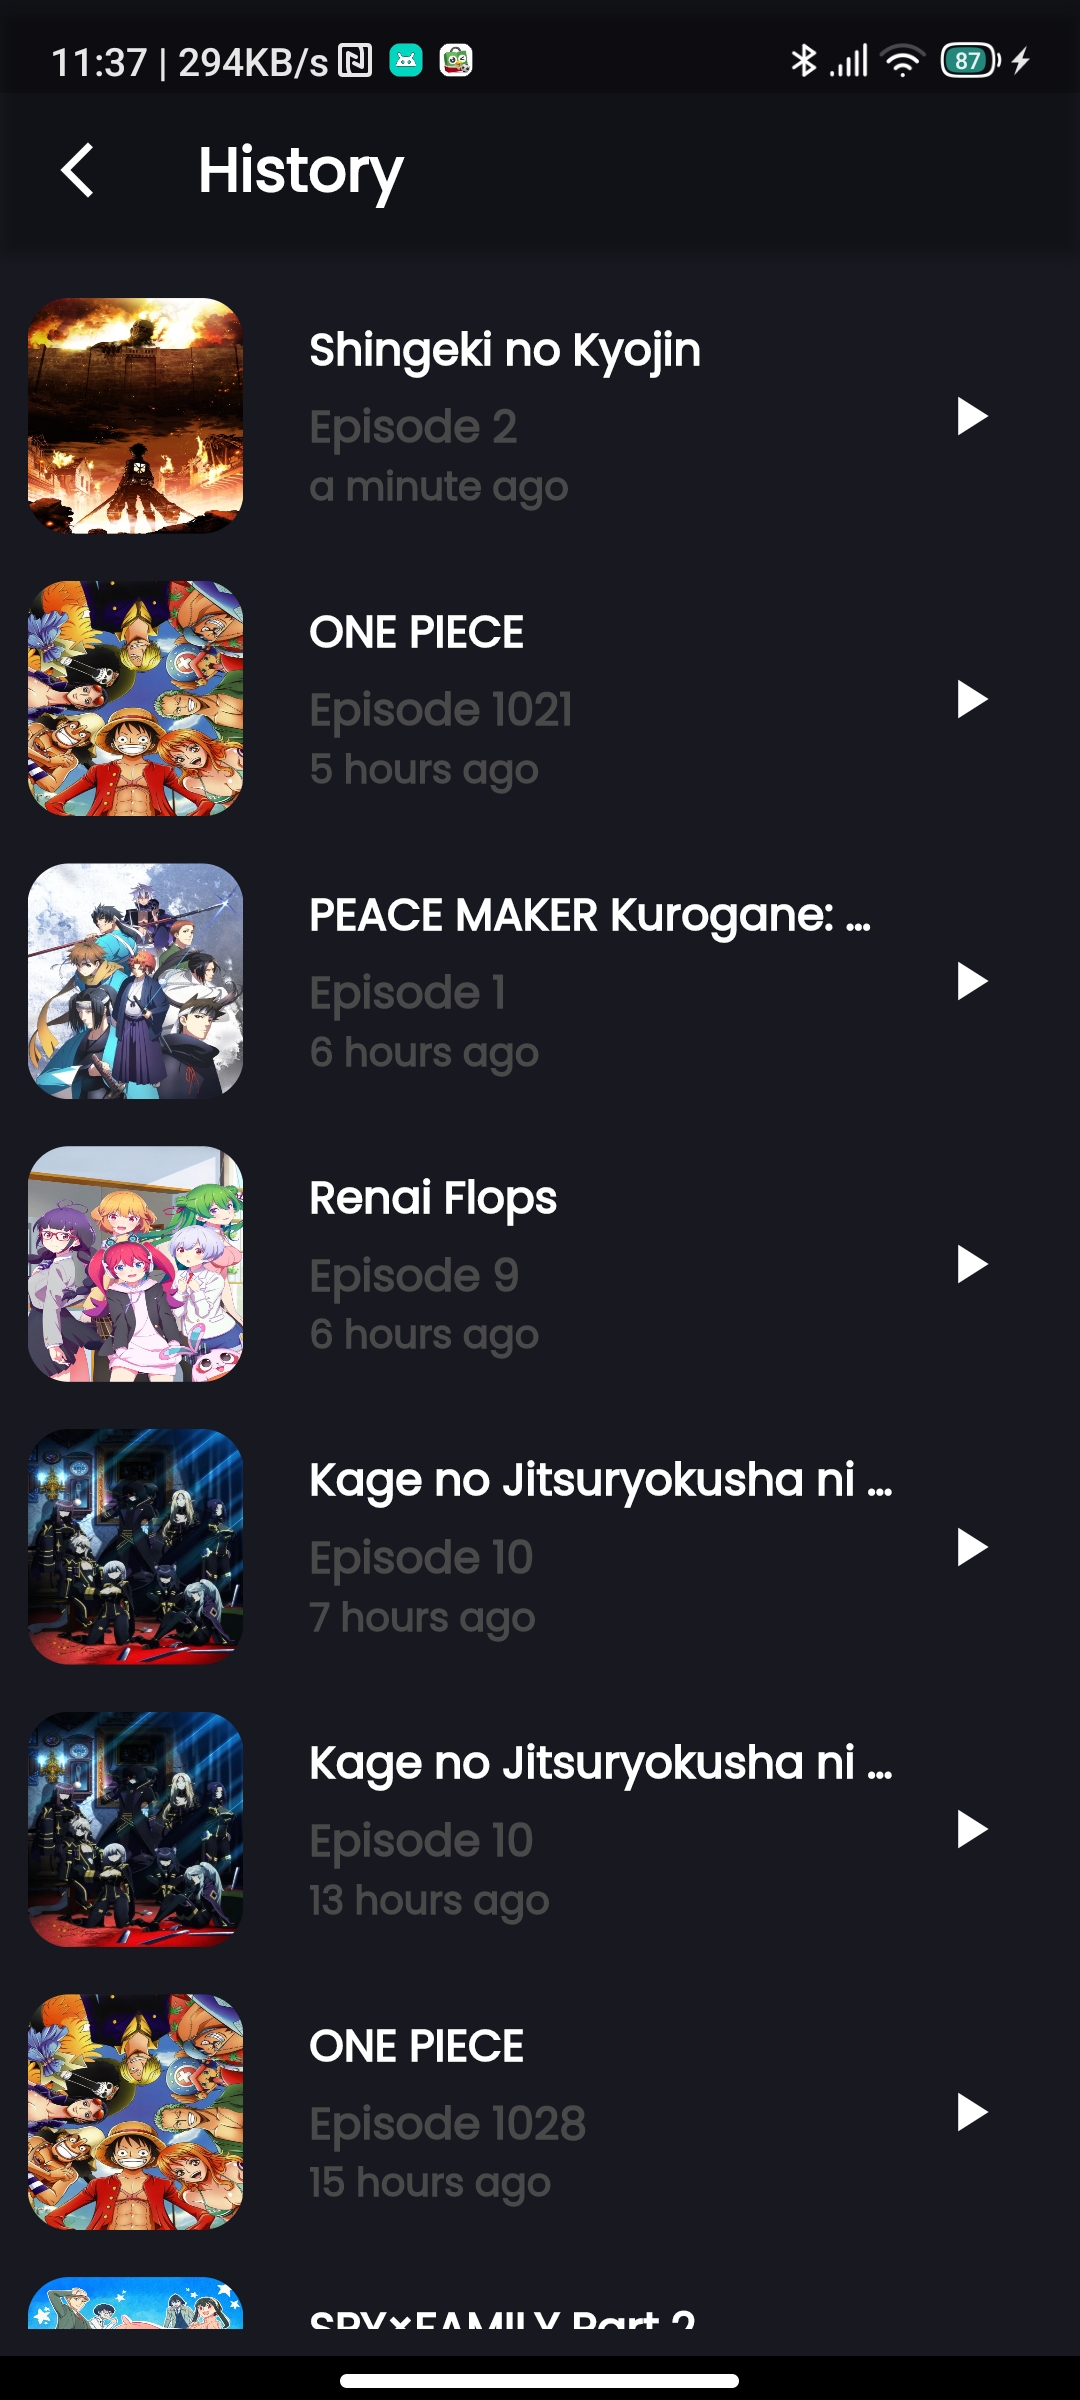 11:37 | 294KB/s
87
History
Shingeki no Kyojin
Episode 2
a minute ago
ONE PIECE
Episode 1021
5 hours ago
PEACE MAKER Kurogane: ...
Episode 1
6 hours ago
Renai Flops
Episode 9
6 hours ago
Kage no Jitsuryokusha ni ...
Episode 10
7 hours ago
Kage no Jitsuryokusha ni ...
Episode 10
13 hours ago
ONE PIECE
Episode 1028
15 hours ago
SPY×FAMILY Part 2